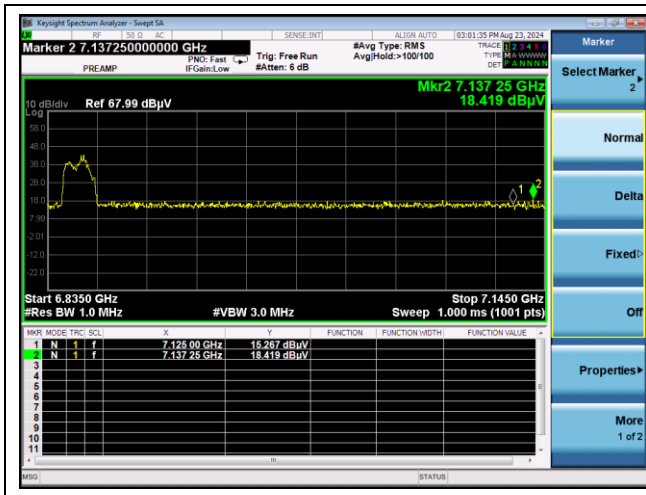 Keysight Spectrum Analyzer - Swept SA
RF 50 Ω AC SENSE:INT ALIGN AUTO 03:01:35 PM Aug 23, 2024
Marker 2 7.137250000000 GHz
PREAMP
PNO: Fast
IFGain:Low
Trig: Free Run
#Atten: 6 dB
#Avg Type: RMS
Avg|Hold:>100/100
TRACE 1 2 3 4 5 6
TYPE M A W W W W
DET P A N N N N
Mkr2 7.137 25 GHz
18.419 dBµV
10 dB/div Ref 67.99 dBµV
Log
58.0
48.0
38.0
28.0
18.0
7.99
-2.01
-12.0
-22.0
1
2
Start 6.8350 GHz Stop 7.1450 GHz
#Res BW 1.0 MHz #VBW 3.0 MHz Sweep 1.000 ms (1001 pts)
MKR MODE TRC SCL X Y FUNCTION FUNCTION WIDTH FUNCTION VALUE
1 N 1 f 7.125 00 GHz 15.267 dBµV
2 N 1 f 7.137 25 GHz 18.419 dBµV
3
4
5
6
7
8
9
10
11
MSG STATUS
Marker
Select Marker
2
Normal
Delta
Fixed
Off
Properties
More
1 of 2